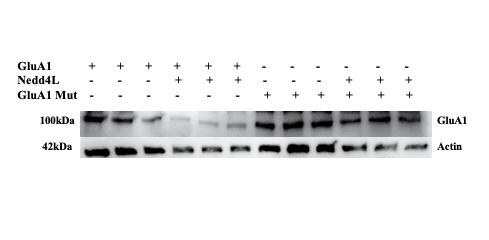 GluA1 + + + + + + - - - - - -
Nedd4L - - - + + + - - - + + +
GluA1 Mut - - - - - - + + + + + +
100kDa GluA1
42kDa Actin